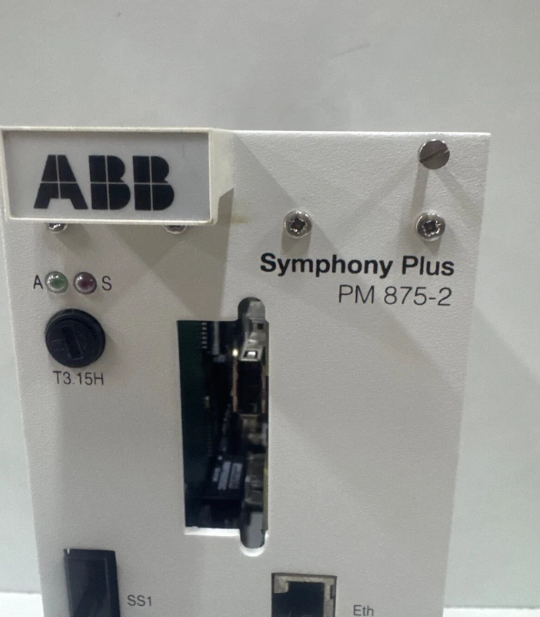 ABB
Symphony Plus
PM 875-2
A S
T3.15H
SS1
Eth